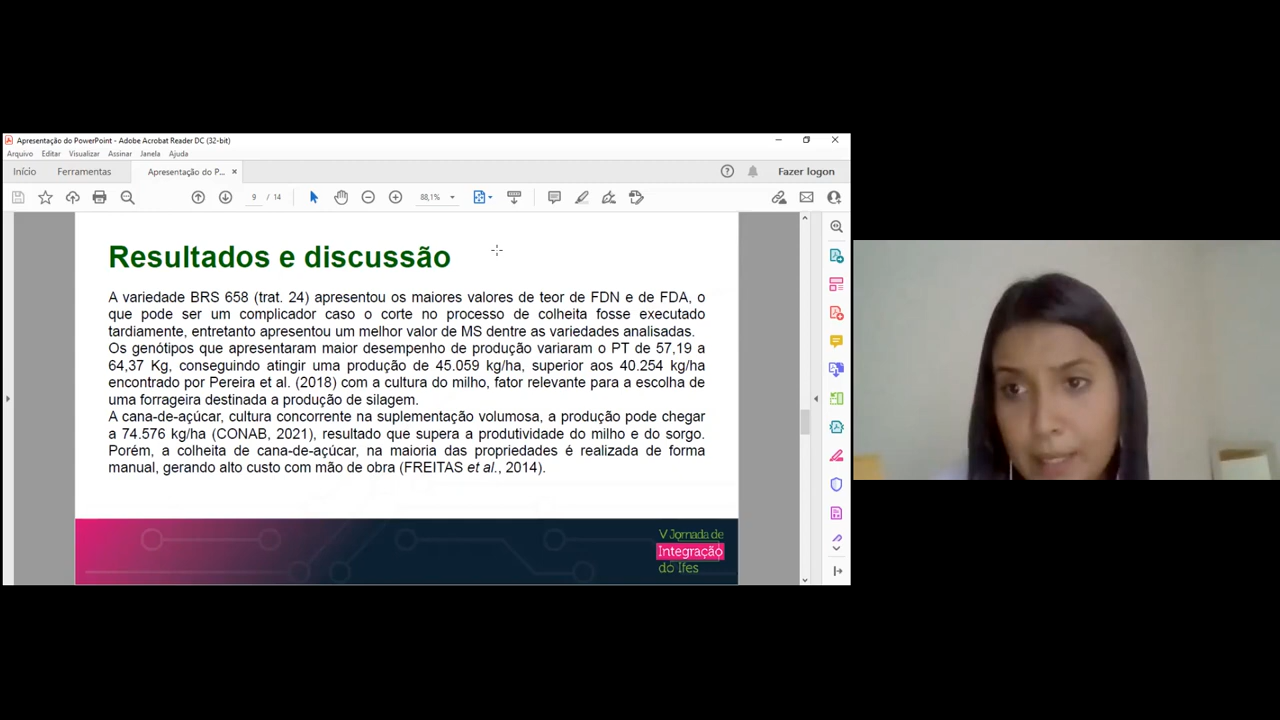 Apresentação do PowerPoint - Adobe Acrobat Reader DC (32-bit)
Arquivo Editar Visualizar Assinar Janela Ajuda
Início Ferramentas Apresentação do P... × Fazer logon
9 / 14 88,1%
Resultados e discussão
A variedade BRS 658 (trat. 24) apresentou os maiores valores de teor de FDN e de FDA, o
que pode ser um complicador caso o corte no processo de colheita fosse executado
tardiamente, entretanto apresentou um melhor valor de MS dentre as variedades analisadas.
Os genótipos que apresentaram maior desempenho de produção variaram o PT de 57,19 a
64,37 Kg, conseguindo atingir uma produção de 45.059 kg/ha, superior aos 40.254 kg/ha
encontrado por Pereira et al. (2018) com a cultura do milho, fator relevante para a escolha de
uma forrageira destinada a produção de silagem.
A cana-de-açúcar, cultura concorrente na suplementação volumosa, a produção pode chegar
a 74.576 kg/ha (CONAB, 2021), resultado que supera a produtividade do milho e do sorgo.
Porém, a colheita de cana-de-açúcar, na maioria das propriedades é realizada de forma
manual, gerando alto custo com mão de obra (FREITAS et al., 2014).
V Jornada de
Integração
do Ifes